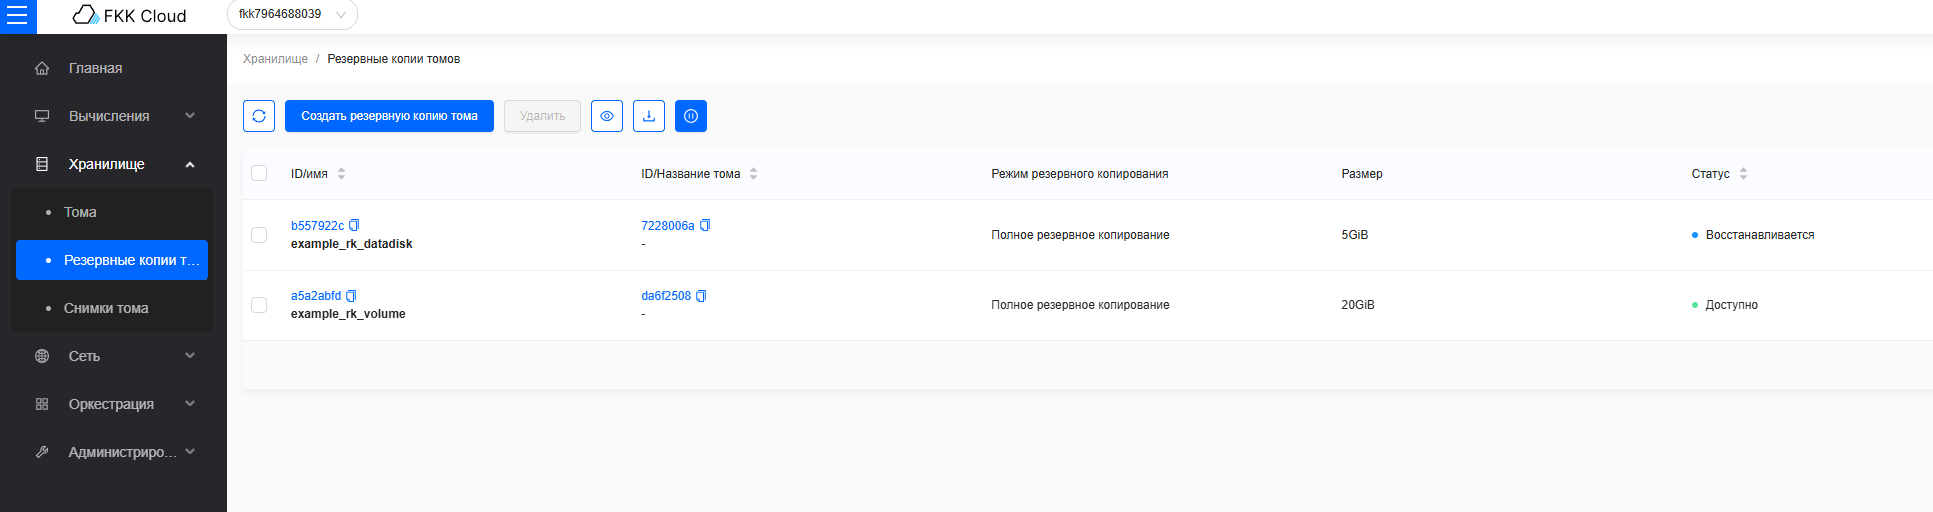 FKK Cloud
fkk7964688039
Главная
Вычисления
Хранилище
Тома
Резервные копии т...
Снимки тома
Сеть
Оркестрация
Администриро...
Хранилище / Резервные копии томов
Создать резервную копию тома
Удалить
ID/имя ID/Название тома Режим резервного копирования Размер Статус
b557922c 7228006a Полное резервное копирование 5GiB Восстанавливается
example_rk_datadisk -
a5a2abfd da6f2508 Полное резервное копирование 20GiB Доступно
example_rk_volume -